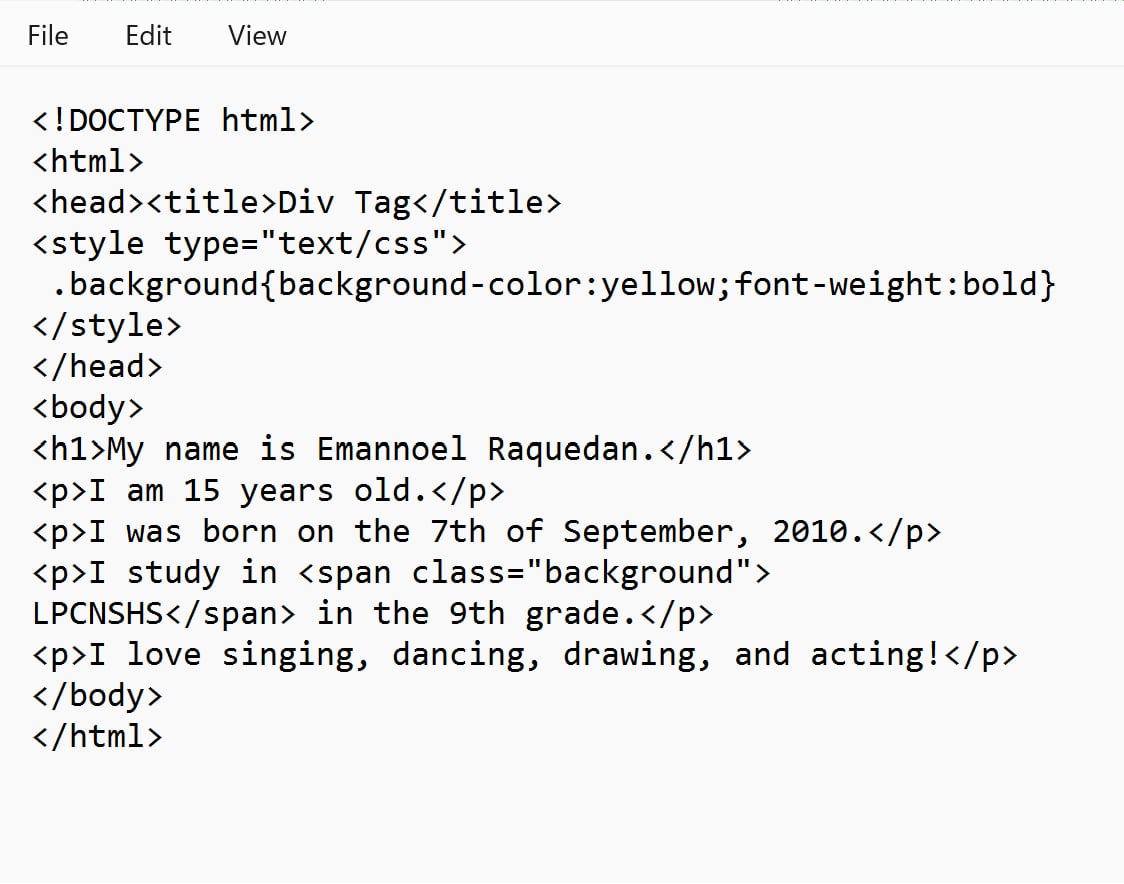 File Edit View
<!DOCTYPE html>
<html>
<head><title>Div Tag</title>
<style type="text/css">
 .background{background-color:yellow;font-weight:bold}
</style>
</head>
<body>
<h1>My name is Emannoel Raquedan.</h1>
<p>I am 15 years old.</p>
<p>I was born on the 7th of September, 2010.</p>
<p>I study in <span class="background">
LPCNSHS</span> in the 9th grade.</p>
<p>I love singing, dancing, drawing, and acting!</p>
</body>
</html>